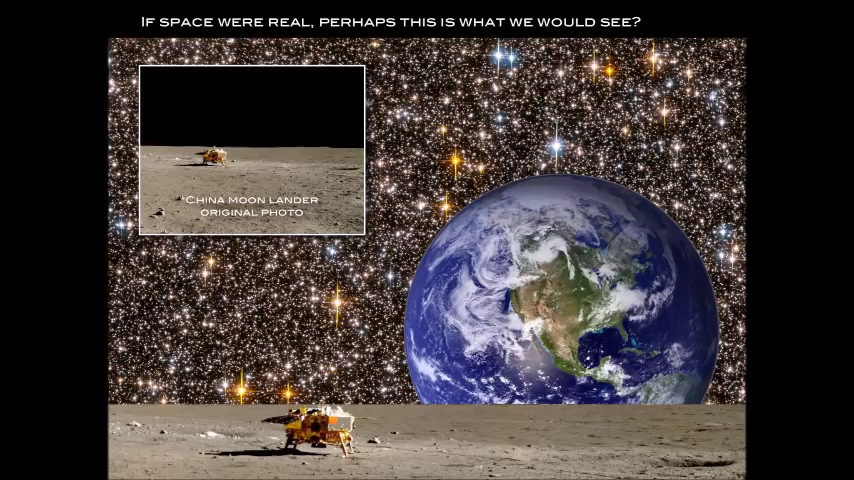 If space were real, perhaps this is what we would see?
*China moon lander
original photo